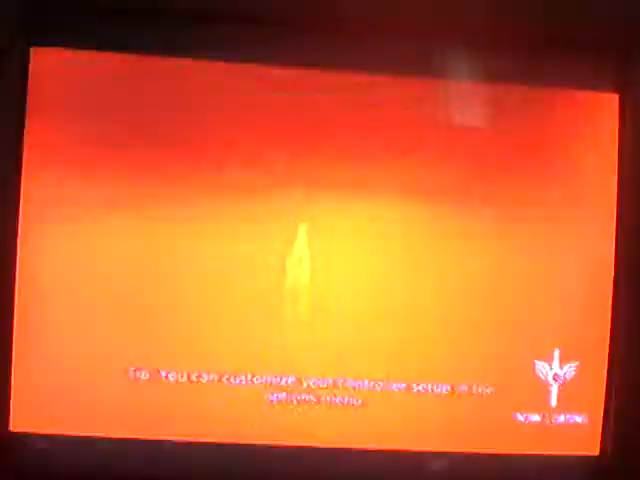 Tip: You can customize your controller setup in the
options menu.
NOW LOADING